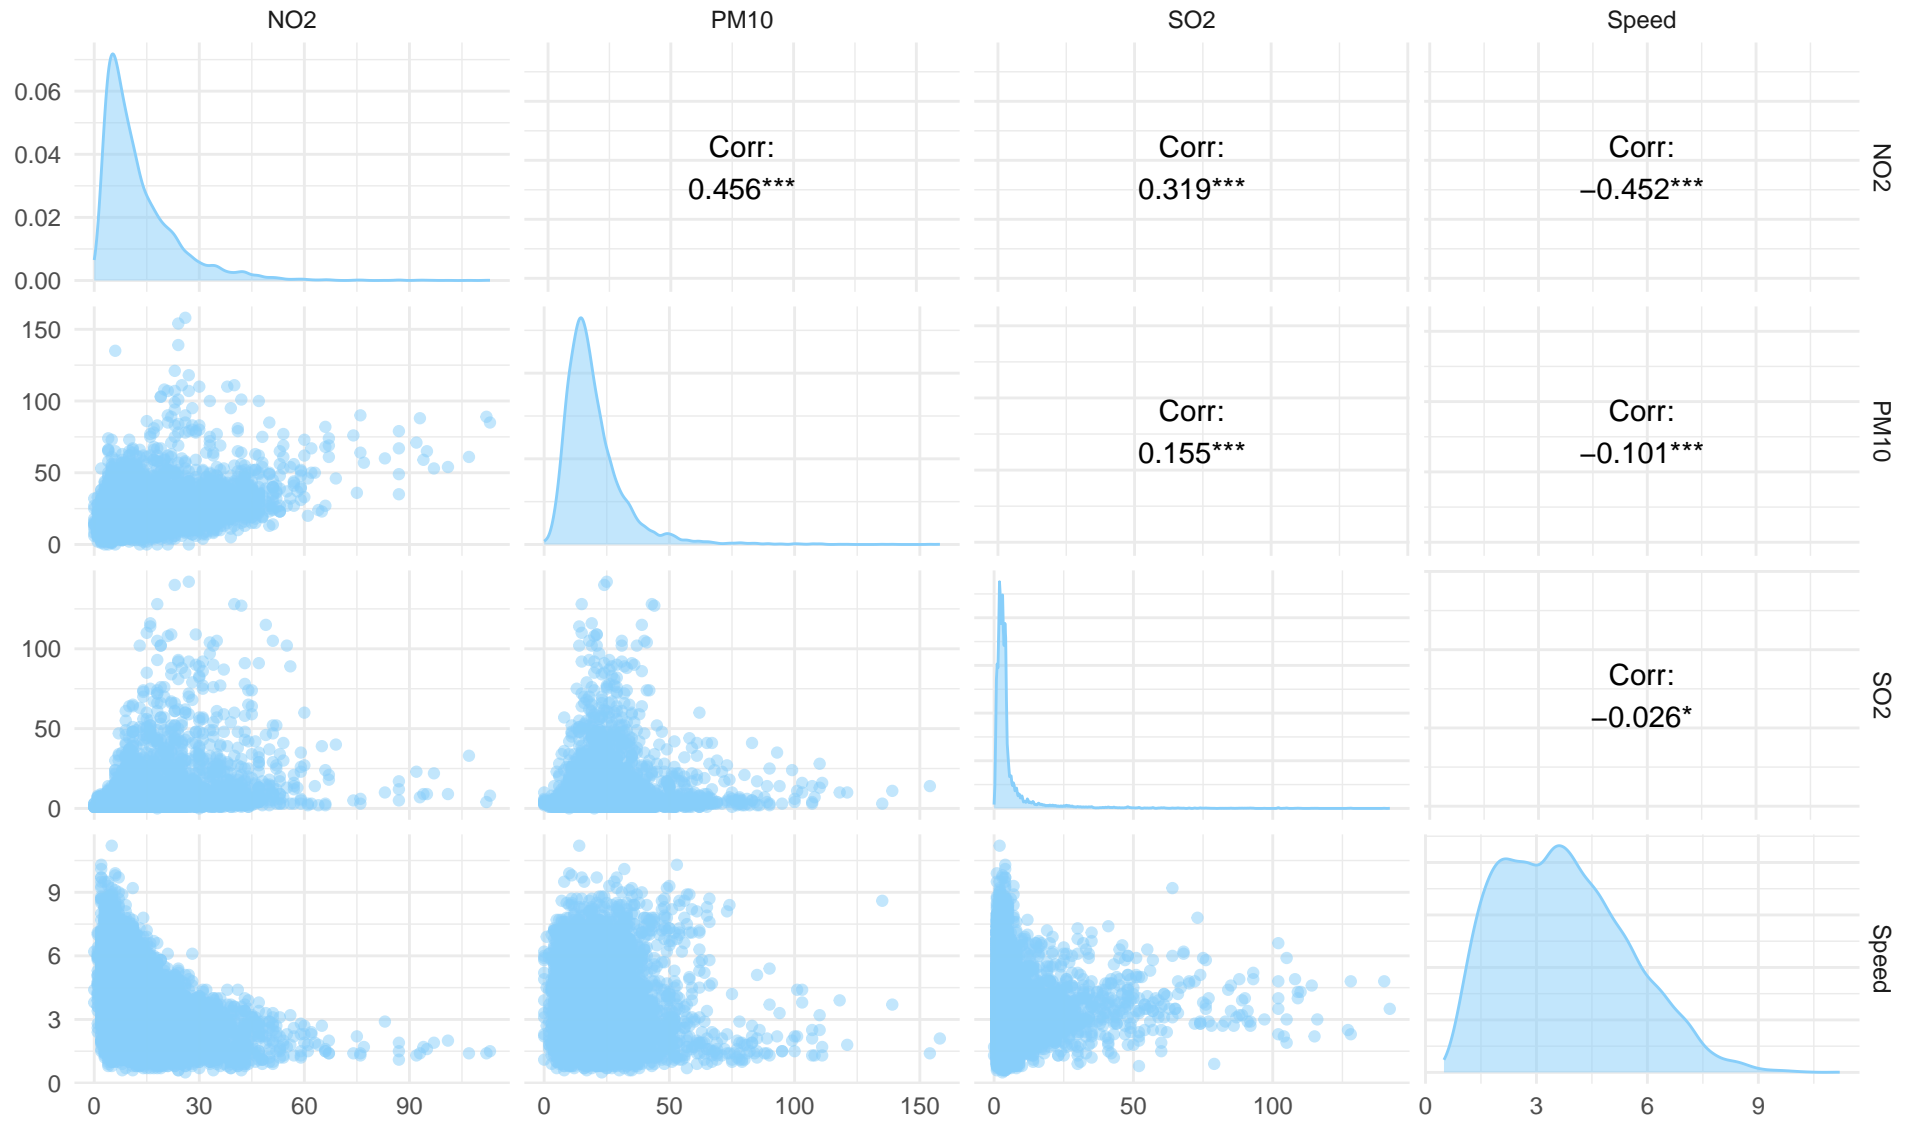 NO2 PM10 SO2 Speed
0.06
0.04
0.02
0.00
Corr:
0.456***
Corr:
0.319***
Corr:
−0.452***
NO2
150
100
50
0
Corr:
0.155***
Corr:
−0.101***
PM10
100
50
0
Corr:
−0.026*
SO2
9
6
3
0
Speed
0 30 60 90
0 50 100 150
0 50 100
0 3 6 9